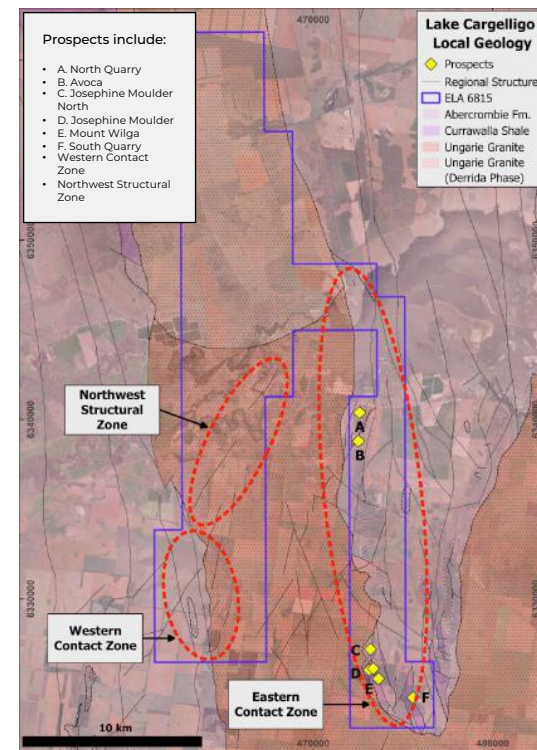 Prospects include:
• A. North Quarry
• B. Avoca
• C. Josephine Moulder
North
• D. Josephine Moulder
• E. Mount Wilga
• F. South Quarry
• Western Contact
Zone
• Northwest Structural
Zone
470000
Lake Cargelligo
Local Geology
Prospects
Regional Structure
ELA 6815
Abercrombie Fm.
Currawalla Shale
Ungarie Granite
Ungarie Granite
(Derrida Phase)
6350000
Northwest
Structural
Zone
6340000
A
B
6330000
Western
Contact Zone
C
D
E
F
Eastern
Contact Zone
10 km
470000
480000